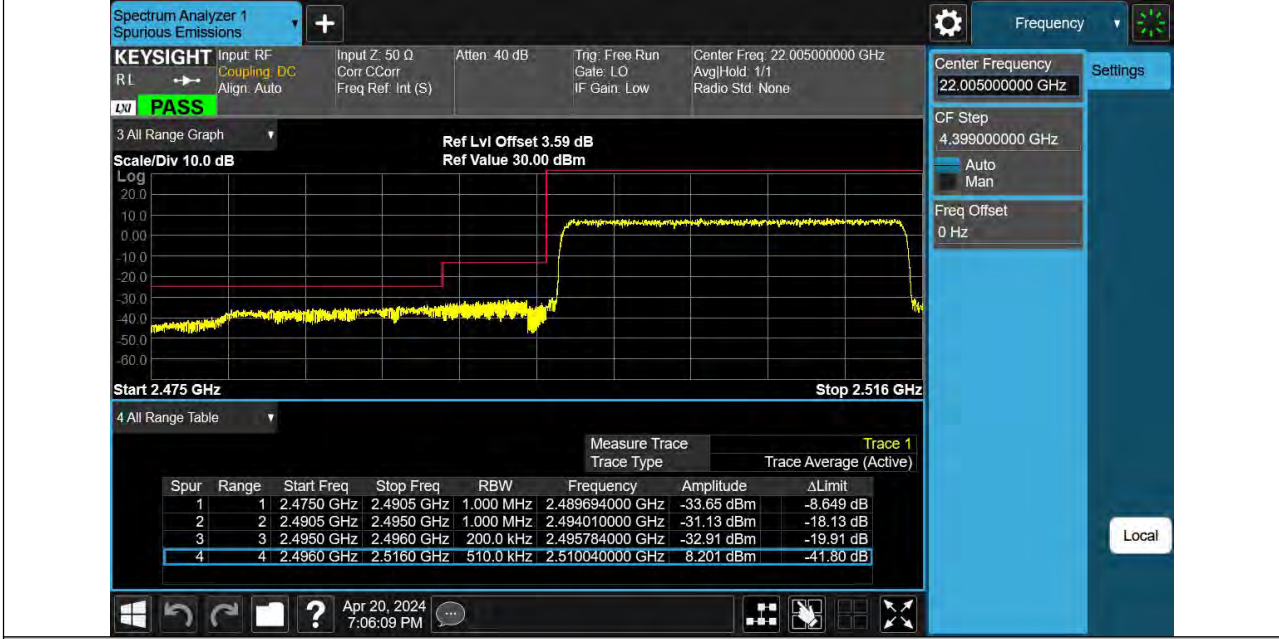 Spectrum Analyzer 1
Spurious Emissions
Frequency
KEYSIGHT Input: RF Input Z: 50 Ω Atten: 40 dB Trig: Free Run Center Freq: 22.005000000 GHz
RL Coupling: DC Corr CCorr Gate: LO Avg|Hold: 1/1
Align: Auto Freq Ref: Int (S) IF Gain: Low Radio Std: None
LXI PASS
Center Frequency
22.005000000 GHz
Settings
CF Step
4.399000000 GHz
Auto
Man
Freq Offset
0 Hz
3 All Range Graph
Ref Lvl Offset 3.59 dB
Scale/Div 10.0 dB Ref Value 30.00 dBm
Log
20.0
10.0
0.00
-10.0
-20.0
-30.0
-40.0
-50.0
-60.0
Start 2.475 GHz Stop 2.516 GHz
4 All Range Table
Measure Trace Trace 1
Trace Type Trace Average (Active)
Spur Range Start Freq Stop Freq RBW Frequency Amplitude ΔLimit
1 1 2.4750 GHz 2.4905 GHz 1.000 MHz 2.489694000 GHz -33.65 dBm -8.649 dB
2 2 2.4905 GHz 2.4950 GHz 1.000 MHz 2.494010000 GHz -31.13 dBm -18.13 dB
3 3 2.4950 GHz 2.4960 GHz 200.0 kHz 2.495784000 GHz -32.91 dBm -19.91 dB
4 4 2.4960 GHz 2.5160 GHz 510.0 kHz 2.510040000 GHz 8.201 dBm -41.80 dB
Local
Apr 20, 2024
7:06:09 PM